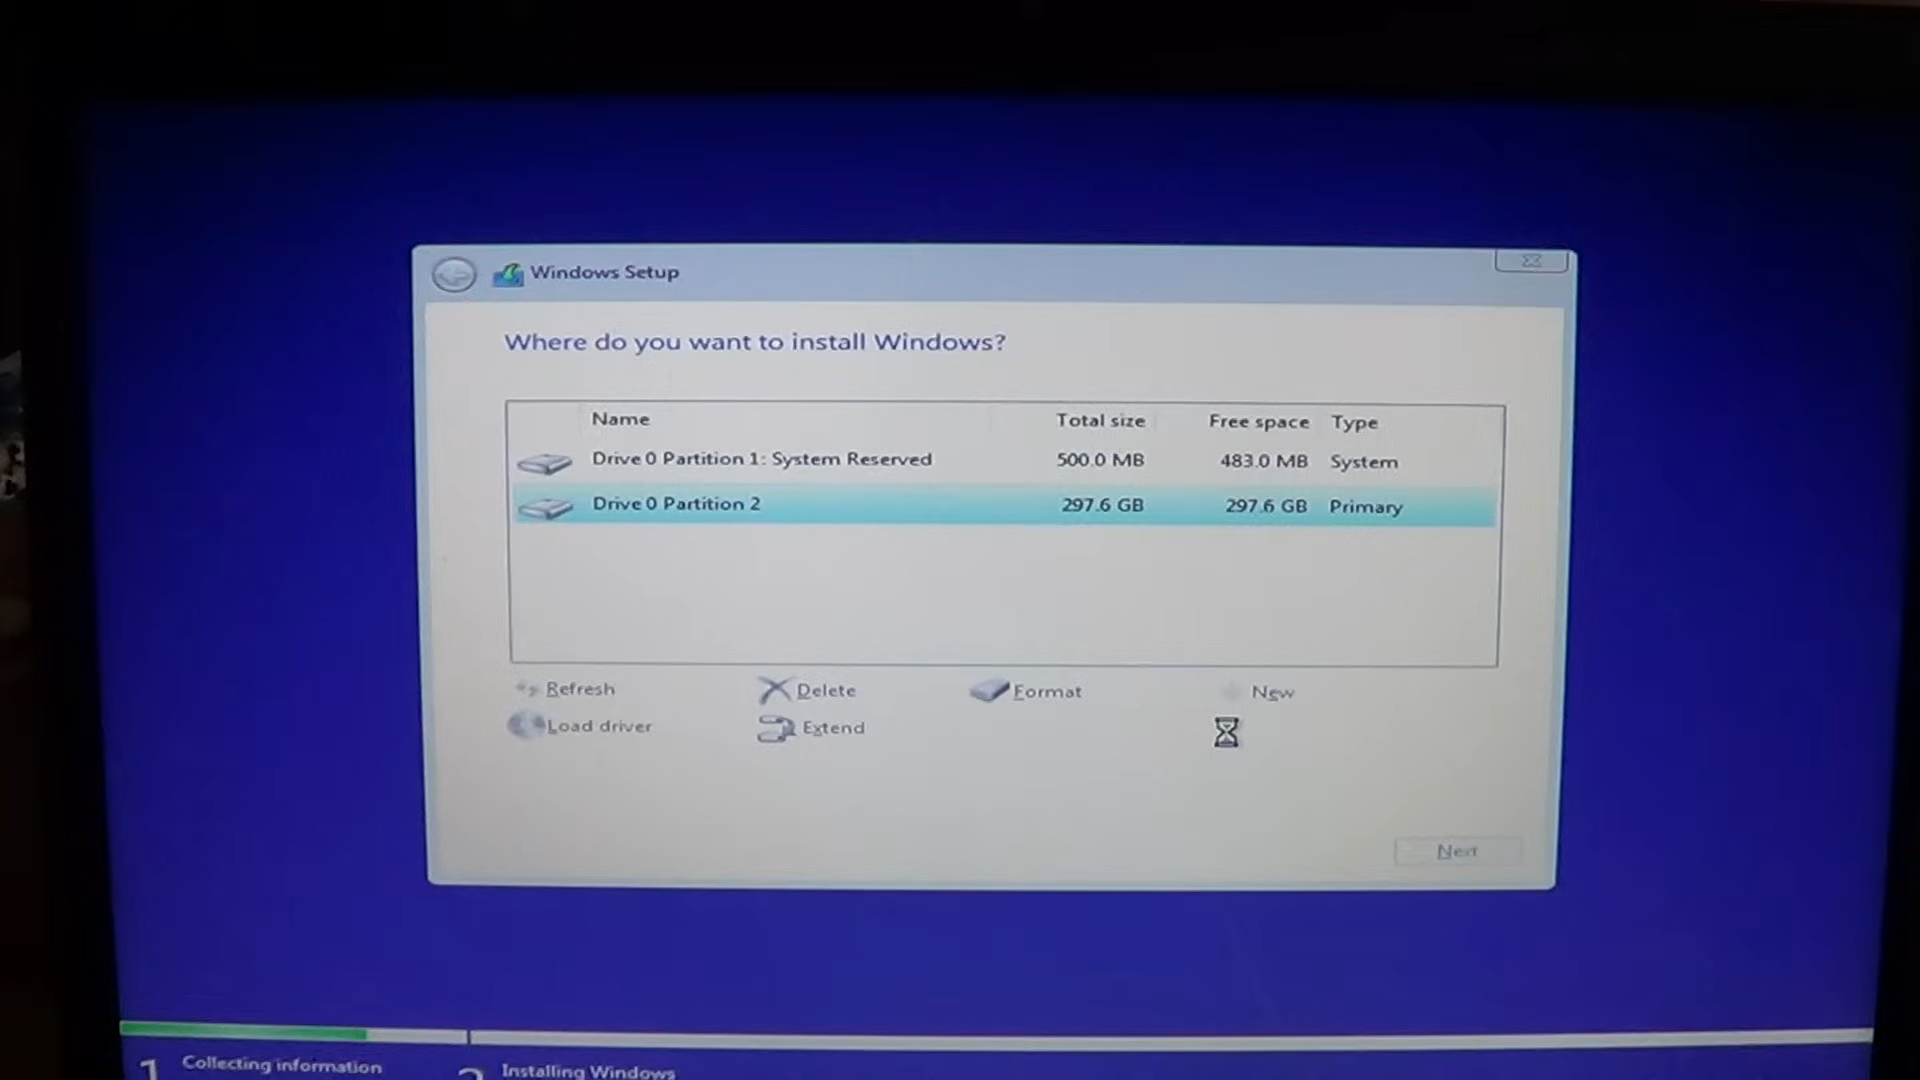 Windows Setup
Where do you want to install Windows?
Name Total size Free space Type
Drive 0 Partition 1: System Reserved 500.0 MB 483.0 MB System
Drive 0 Partition 2 297.6 GB 297.6 GB Primary
Refresh Delete Format New
Load driver Extend
Next
1 Collecting information 2 Installing Windows